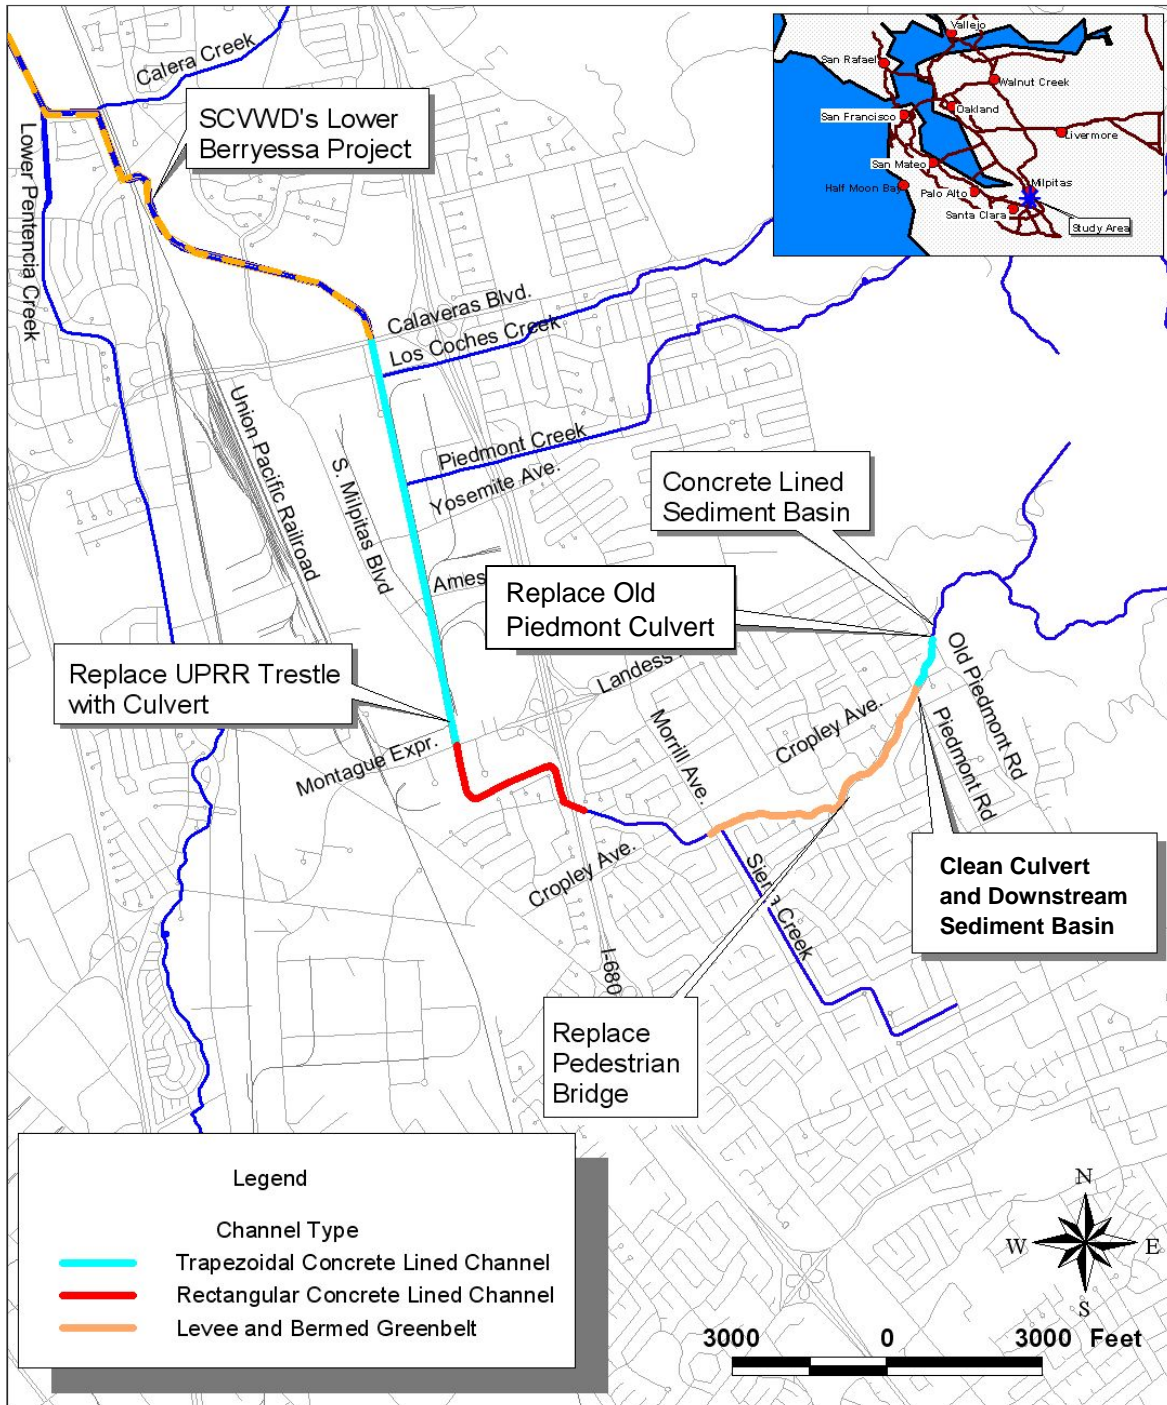 Calera Creek
SCVWD's Lower
Berryessa Project
Lower Pentencia Creek
Vallejo
San Rafael
Walnut Creek
Oakland
San Francisco
Livermore
San Mateo
Half Moon Bay
Palo Alto
Milpitas
Santa Clara
Study Area
Calaveras Blvd.
Los Coches Creek
Union Pacific Railroad
S. Milpitas Blvd
Piedmont Creek
Yosemite Ave.
Concrete Lined
Sediment Basin
Ames
Replace Old
Piedmont Culvert
Replace UPRR Trestle
with Culvert
Landess
Old Piedmont Rd
Piedmont Rd
Montague Expr.
Morrill Ave.
Cropley Ave.
Cropley Ave.
Sierra Creek
Clean Culvert
and Downstream
Sediment Basin
I-680
Replace
Pedestrian
Bridge
Legend
Channel Type
Trapezoidal Concrete Lined Channel
Rectangular Concrete Lined Channel
Levee and Bermed Greenbelt
N
W
E
S
3000 0 3000 Feet